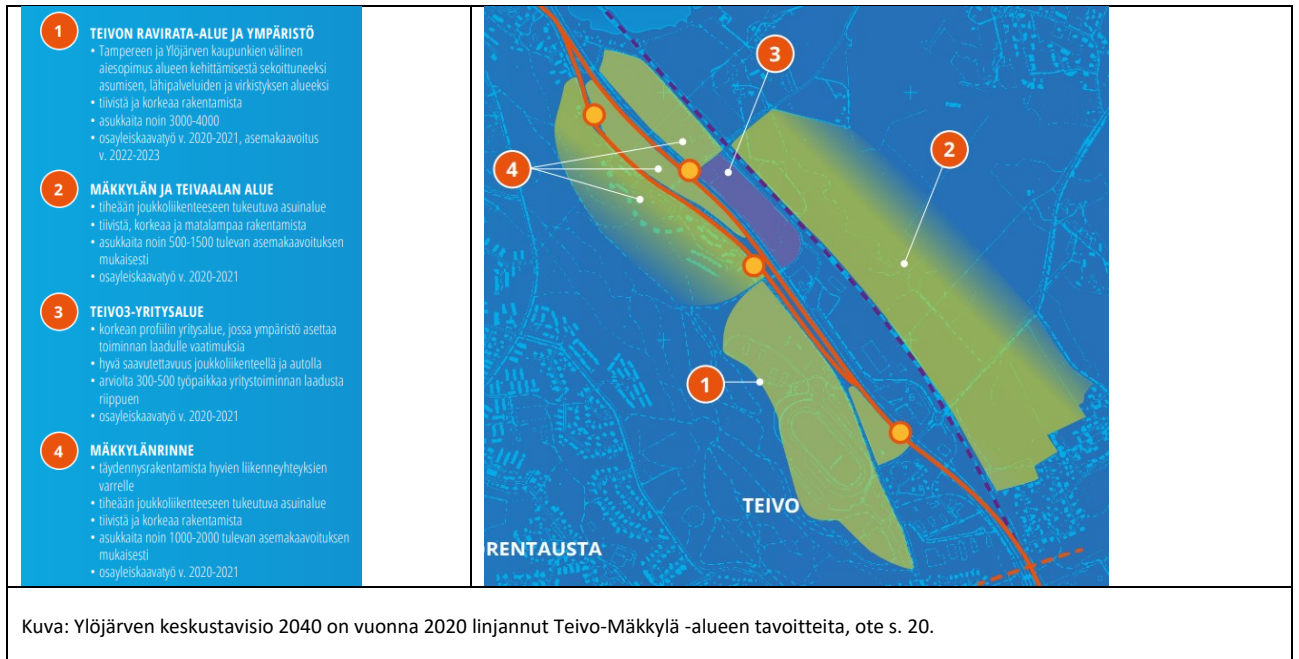 1
TEIVON RAVIRATA-ALUE JA YMPÄRISTÖ
• Tampereen ja Ylöjärven kaupunkien välinen
aiesopimus alueen kehittämisestä sekoittuneeksi
asumisen, lähipalveluiden ja virkistyksen alueeksi
• tiivistä ja korkeaa rakentamista
• asukkaita noin 3000-4000
• osayleiskaavatyö v. 2020-2021, asemakaavoitus
v. 2022-2023
2
MÄKKYLÄN JA TEIVAALAN ALUE
• tiheään joukkoliikenteeseen tukeutuva asuinalue
• tiivistä, korkeaa ja matalampaa rakentamista
• asukkaita noin 500-1500 tulevan asemakaavoituksen
mukaisesti
• osayleiskaavatyö v. 2020-2021
3
TEIVO3-YRITYSALUE
• korkean profiilin yritysalue, jossa ympäristö asettaa
toiminnan laadulle vaatimuksia
• hyvä saavutettavuus joukkoliikenteellä ja autolla
• arviolta 300-500 työpaikkaa yritystoiminnan laadusta
riippuen
• osayleiskaavatyö v. 2020-2021
4
MÄKKYLÄNRINNE
• täydennysrakentamista hyvien liikenneyhteyksien
varrelle
• tiheään joukkoliikenteeseen tukeutuva asuinalue
• tiivistä ja korkeaa rakentamista
• asukkaita noin 1000-2000 tulevan asemakaavoituksen
mukaisesti
• osayleiskaavatyö v. 2020-2021
3
2
4
1
TEIVO
RENTAUSTA
Kuva: Ylöjärven keskustavisio 2040 on vuonna 2020 linjannut Teivo-Mäkkylä -alueen tavoitteita, ote s. 20.